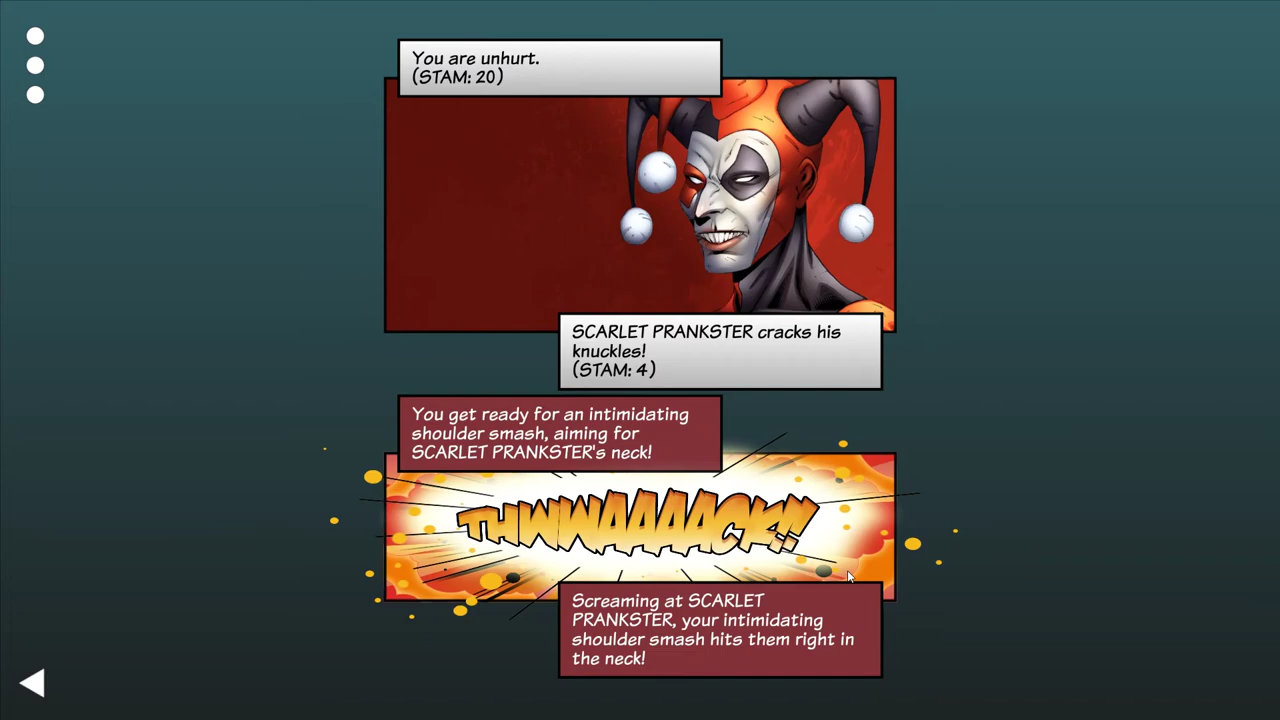 You are unhurt.
(STAM: 20)
SCARLET PRANKSTER cracks his
knuckles!
(STAM: 4)
You get ready for an intimidating
shoulder smash, aiming for
SCARLET PRANKSTER's neck!
THWWAAAACK!!
Screaming at SCARLET
PRANKSTER, your intimidating
shoulder smash hits them right in
the neck!